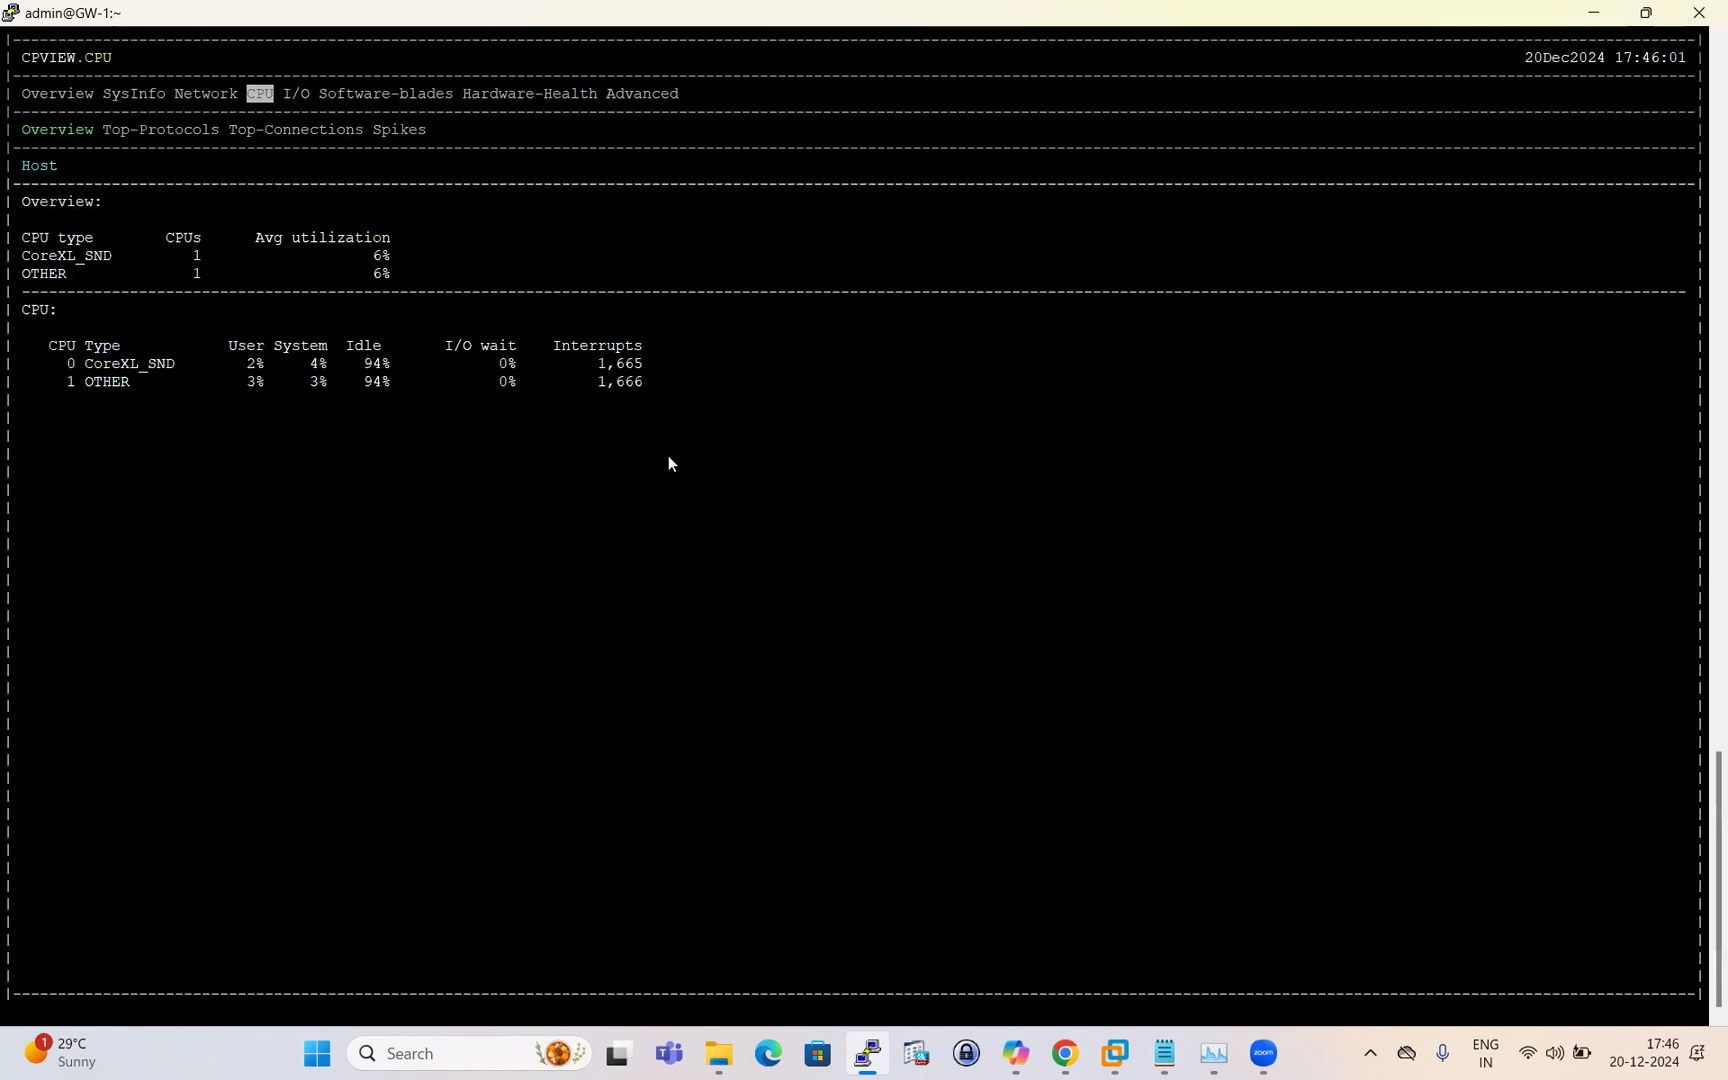 admin@GW-1:~
CPVIEW.CPU 20Dec2024 17:46:01
Overview SysInfo Network CPU I/O Software-blades Hardware-Health Advanced
Overview Top-Protocols Top-Connections Spikes
Host
Overview:
CPU type CPUs Avg utilization
CoreXL_SND 1 6%
OTHER 1 6%
CPU:
CPU Type User System Idle I/O wait Interrupts
0 CoreXL_SND 2% 4% 94% 0% 1,665
1 OTHER 3% 3% 94% 0% 1,666
1 29°C
Sunny
Search
zoom
ENG
IN
17:46
20-12-2024